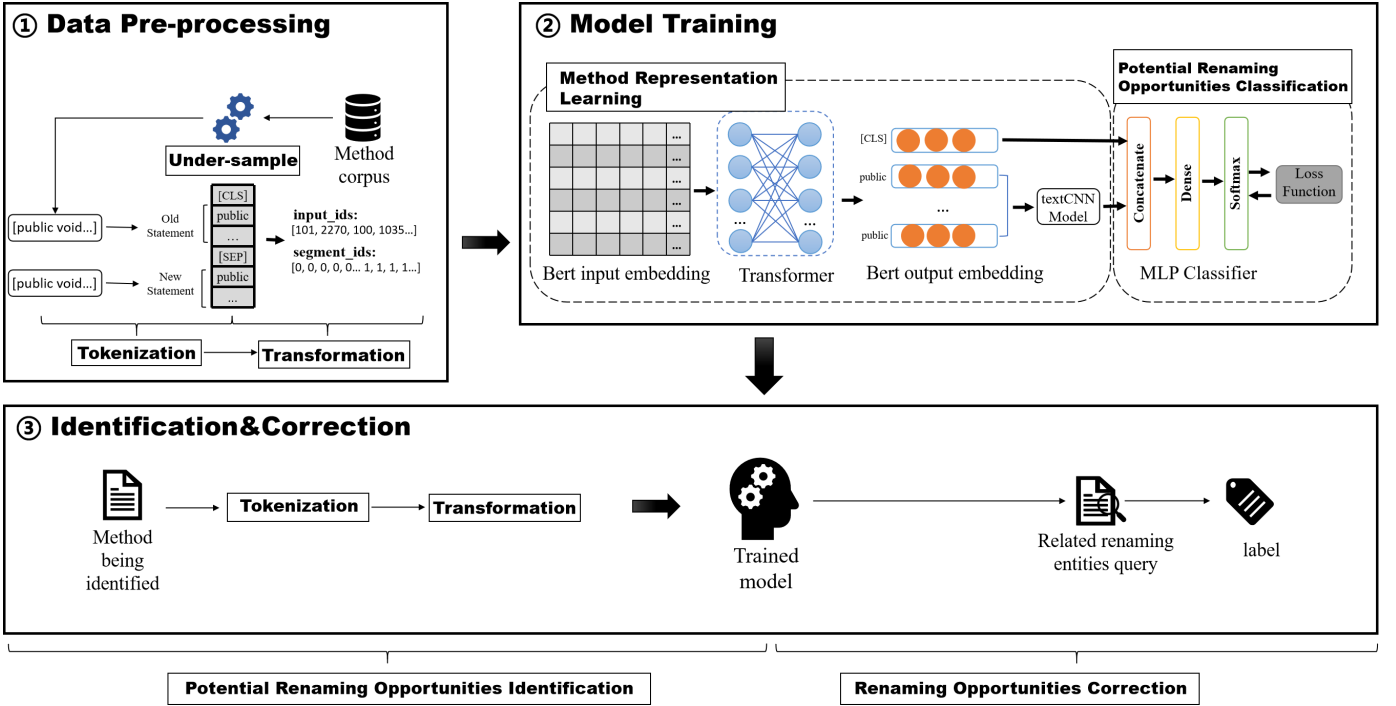 ① Data Pre-processing
Under-sample
Method
corpus
[public void...]
Old
Statement
[CLS]
public
...
[SEP]
public
...
[public void...]
New
Statement
input_ids:
[101, 2270, 100, 1035...]
segment_ids:
[0, 0, 0, 0, 0... 1, 1, 1, 1...]
Tokenization
Transformation
② Model Training
Method Representation
Learning
...
...
...
...
...
...
Bert input embedding
...
...
Transformer
[CLS]
public
...
public
Bert output embedding
textCNN
Model
Potential Renaming
Opportunities Classification
Concatenate
Dense
Softmax
Loss
Function
MLP Classifier
③ Identification&Correction
Method
being
identified
Tokenization
Transformation
Trained
model
Related renaming
entities query
label
Potential Renaming Opportunities Identification
Renaming Opportunities Correction